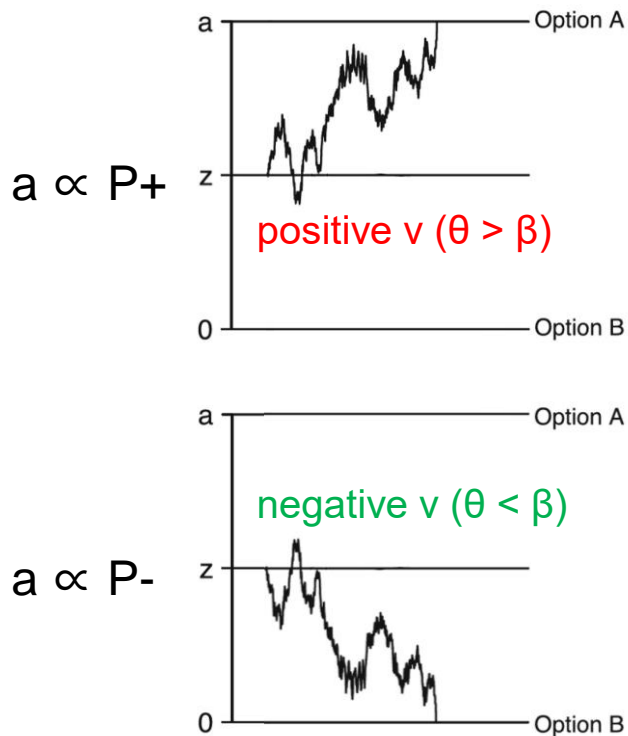 a
Option A
a ∝ P+
z
positive v (θ > β)
0
Option B
a
Option A
negative v (θ < β)
a ∝ P-
z
0
Option B